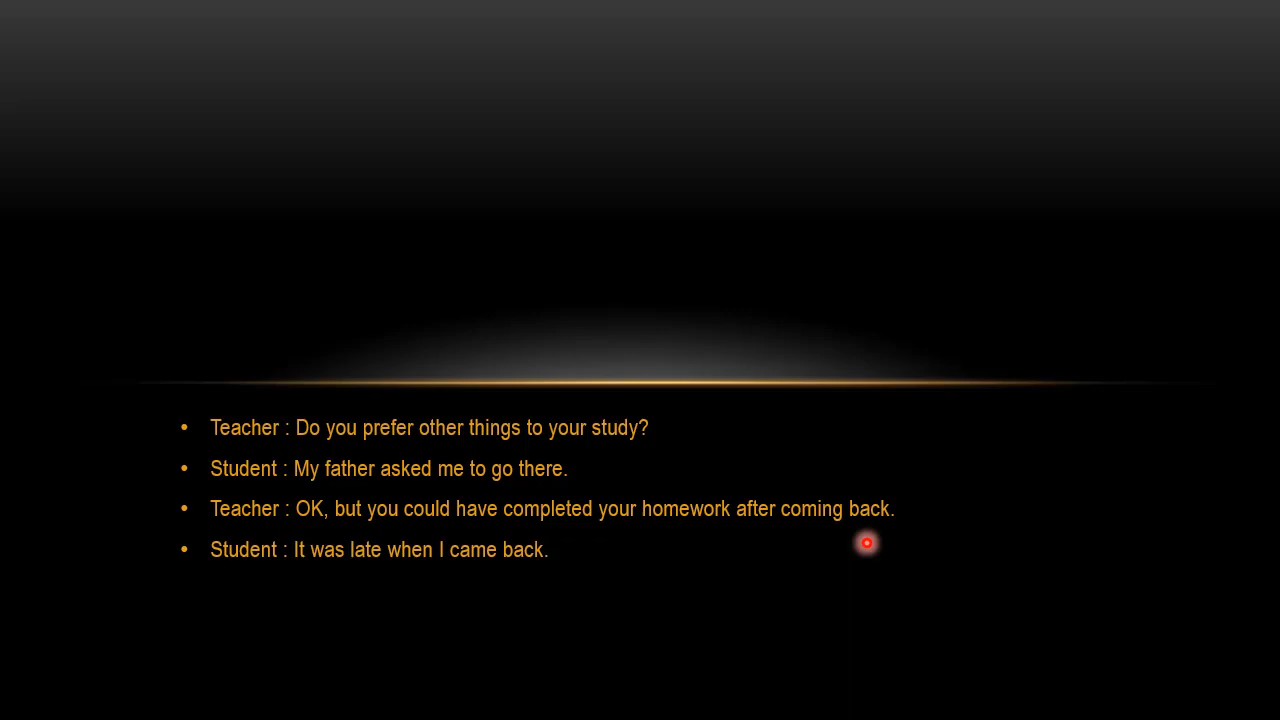 • Teacher : Do you prefer other things to your study?
• Student : My father asked me to go there.
• Teacher : OK, but you could have completed your homework after coming back.
• Student : It was late when I came back.